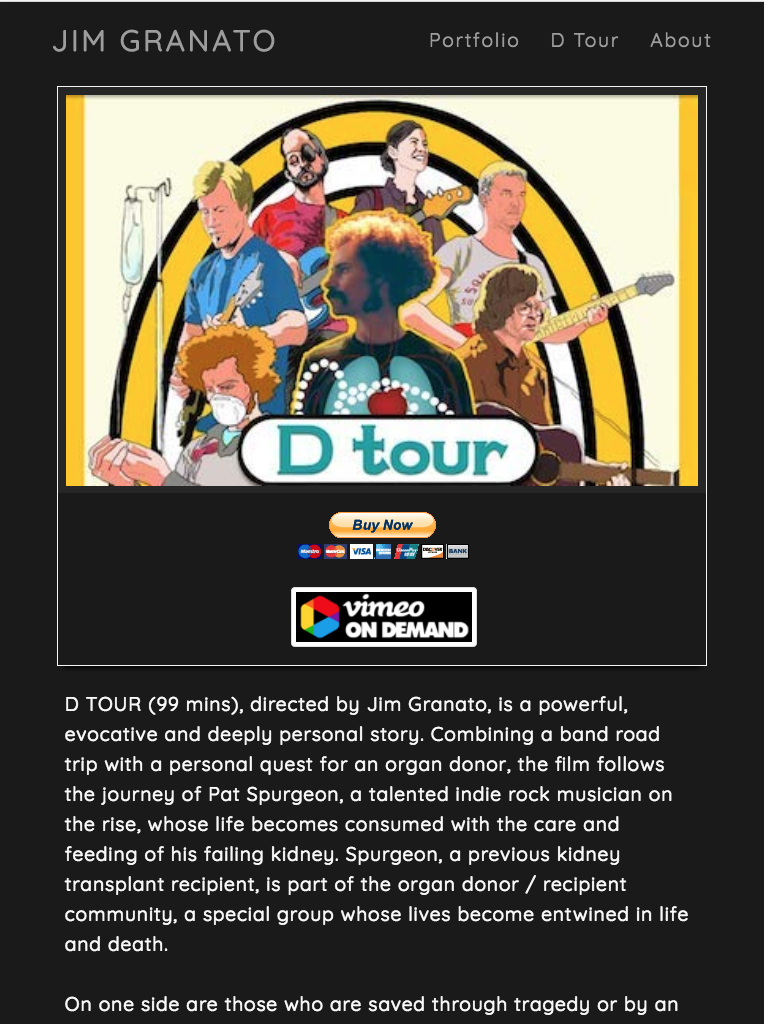 JIM GRANATO
Portfolio D Tour About
D tour
Buy Now
VISA
BANK
vimeo
ON DEMAND
D TOUR (99 mins), directed by Jim Granato, is a powerful,
evocative and deeply personal story. Combining a band road
trip with a personal quest for an organ donor, the film follows
the journey of Pat Spurgeon, a talented indie rock musician on
the rise, whose life becomes consumed with the care and
feeding of his failing kidney. Spurgeon, a previous kidney
transplant recipient, is part of the organ donor / recipient
community, a special group whose lives become entwined in life
and death.
On one side are those who are saved through tragedy or by an